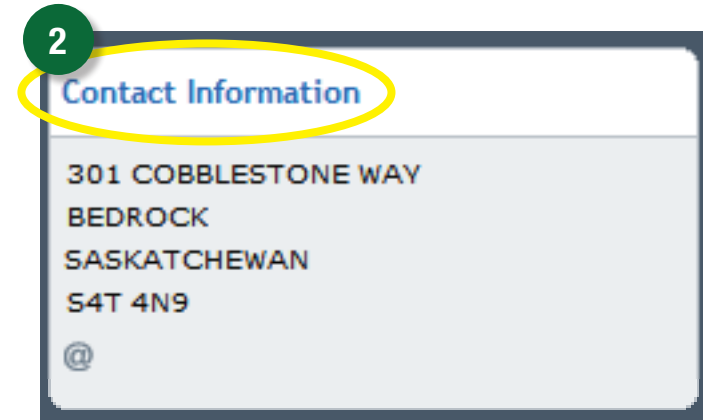 2
Contact Information
301 COBBLESTONE WAY
BEDROCK
SASKATCHEWAN
S4T 4N9
@